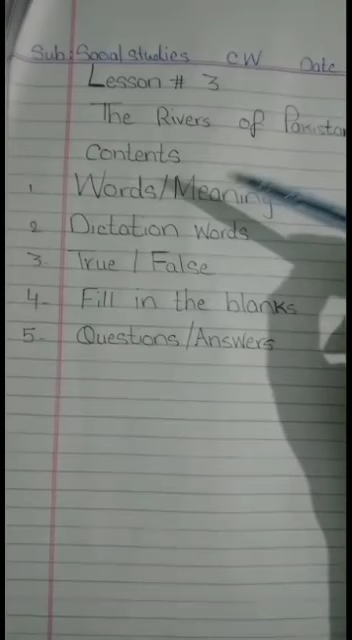 Sub: Social studies CW Date
Lesson # 3
The Rivers of Pakistan
Contents
1. Words/Meaning
2. Dictation words
3. True / False
4- Fill in the blanks
5- Questions/Answers